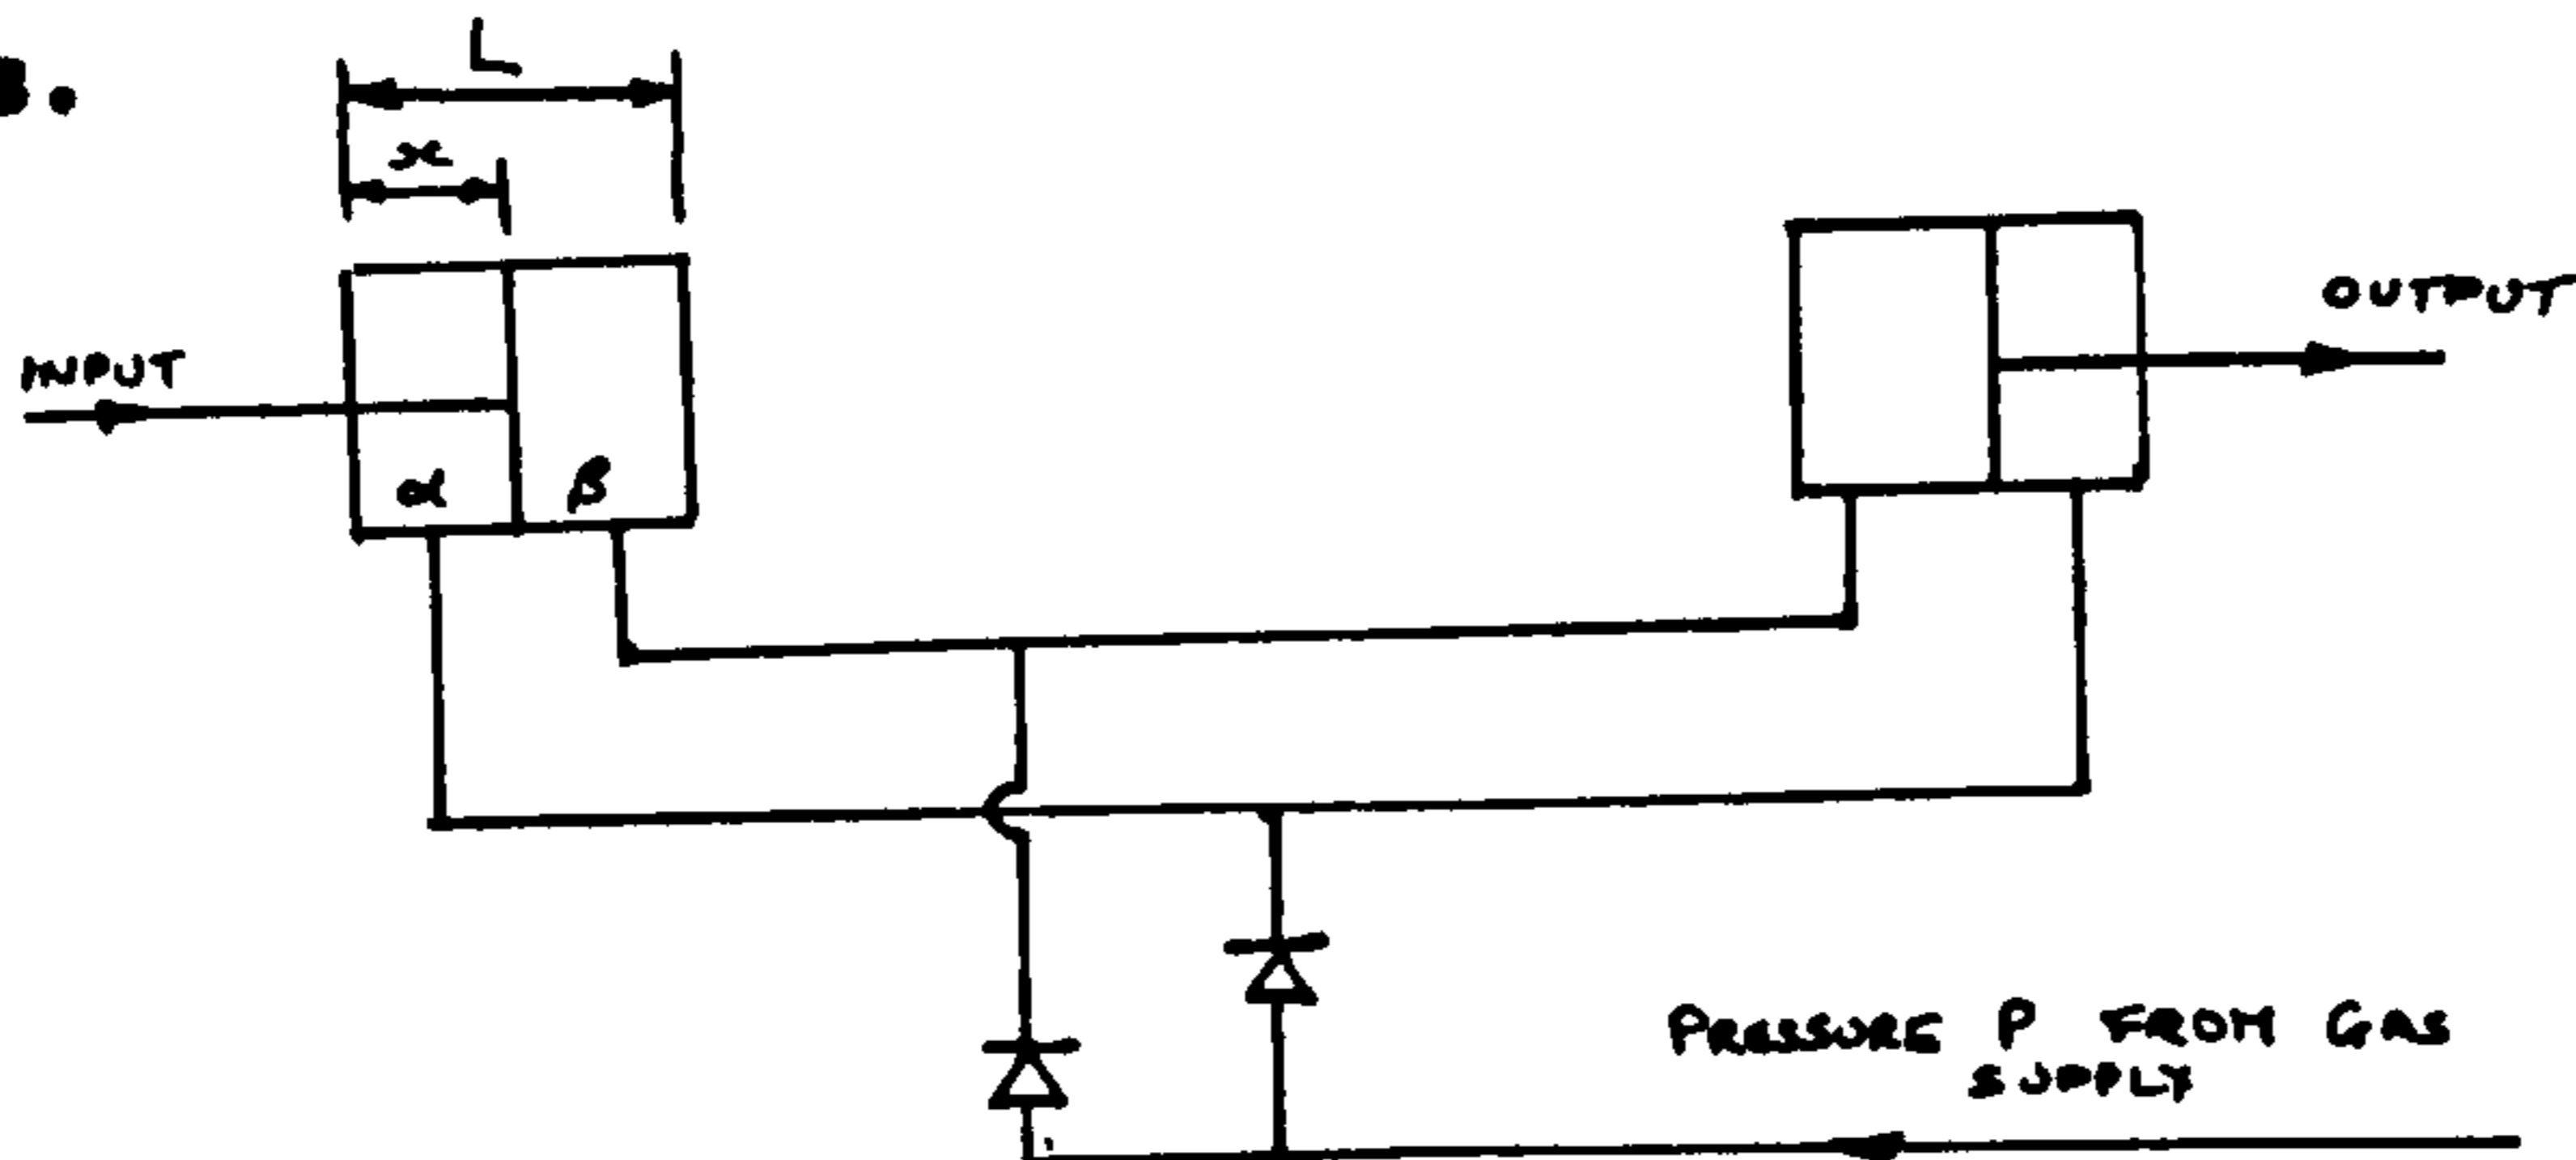 L
x
INPUT
OUTPUT
α
β
PRESSURE P FROM GAS
SUPPLY